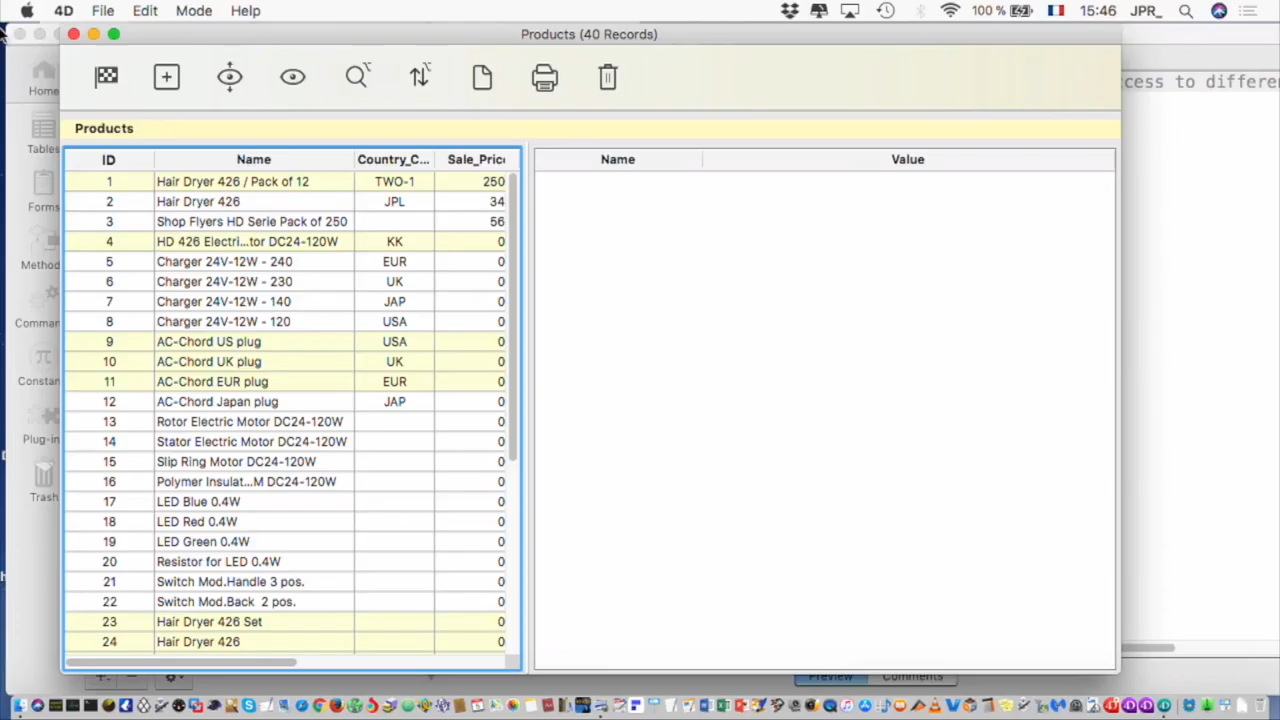 4D File Edit Mode Help 100 % 15:46 JPR_
Products (40 Records)
Home
Tables
Forms
Constan
Plug-in
Trash
ccess to differen
Products
ID Name Country_C... Sale_Pric
Name Value
1 Hair Dryer 426 / Pack of 12 TWO-1 250
2 Hair Dryer 426 JPL 34
3 Shop Flyers HD Serie Pack of 250 56
4 HD 426 Electri...tor DC24-120W KK 0
5 Charger 24V-12W - 240 EUR 0
6 Charger 24V-12W - 230 UK 0
7 Charger 24V-12W - 140 JAP 0
8 Charger 24V-12W - 120 USA 0
9 AC-Chord US plug USA 0
10 AC-Chord UK plug UK 0
11 AC-Chord EUR plug EUR 0
12 AC-Chord Japan plug JAP 0
13 Rotor Electric Motor DC24-120W 0
14 Stator Electric Motor DC24-120W 0
15 Slip Ring Motor DC24-120W 0
16 Polymer Insulat...M DC24-120W 0
17 LED Blue 0.4W 0
18 LED Red 0.4W 0
19 LED Green 0.4W 0
20 Resistor for LED 0.4W 0
21 Switch Mod.Handle 3 pos. 0
22 Switch Mod.Back 2 pos. 0
23 Hair Dryer 426 Set 0
24 Hair Dryer 426 0
Method
Comman
Preview Comments